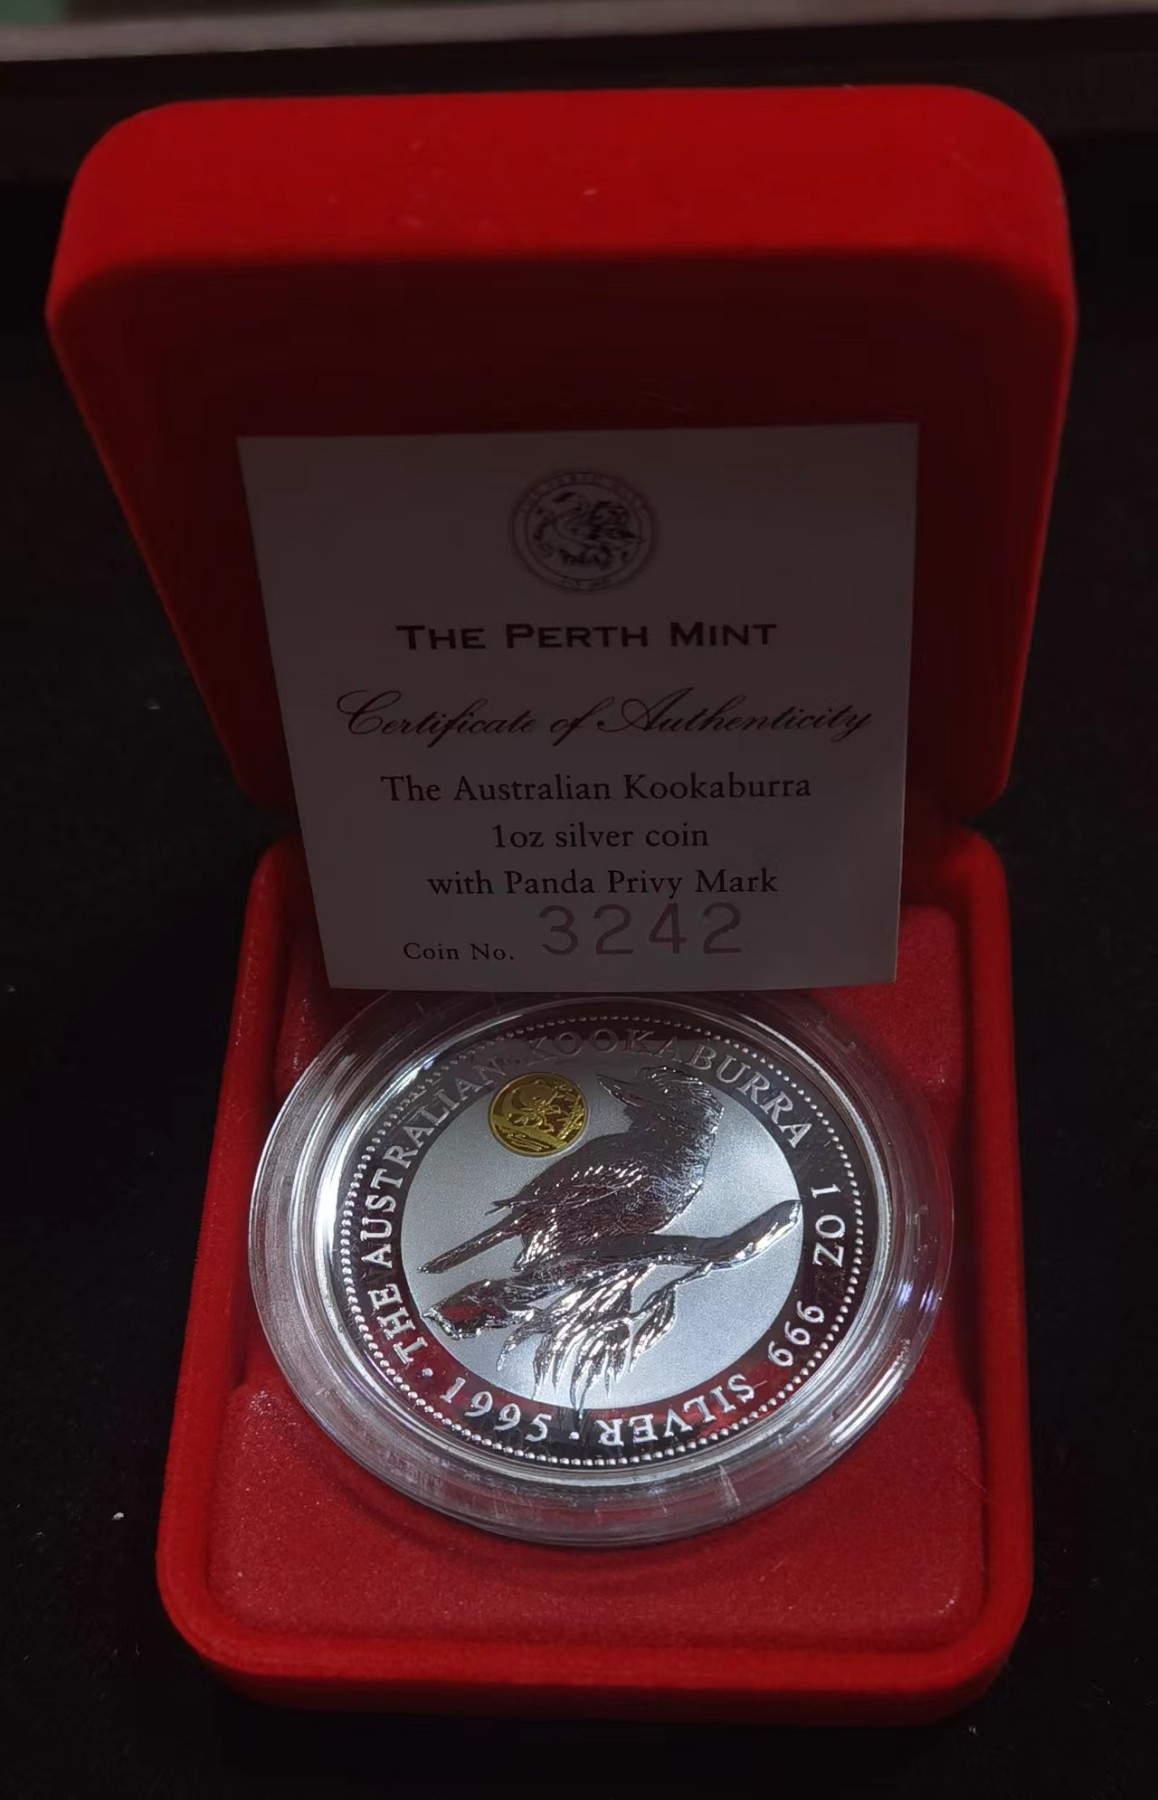 THE PERTH MINT
Certificate of Authenticity
The Australian Kookaburra
1oz silver coin
with Panda Privy Mark
Coin No. 3242
· THE AUSTRALIAN KOOKABURRA 1 OZ 999 SILVER · 1995